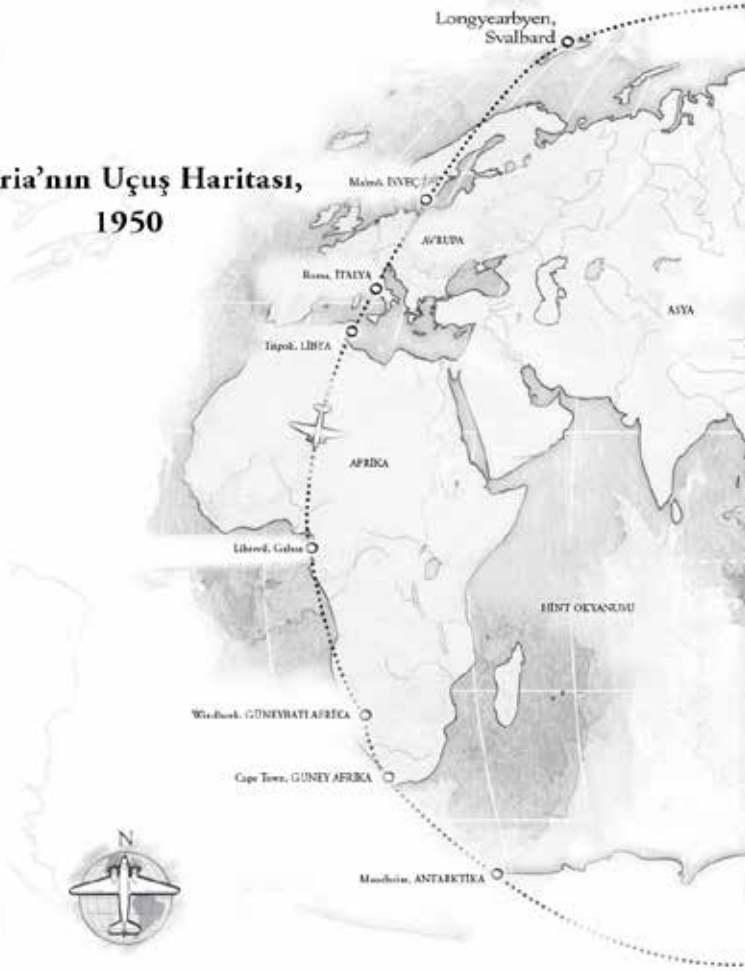 Longyearbyen,
Svalbard
ria'nın Uçuş Haritası,
1950
Malmö, İSVEÇ
AVRUPA
Roma, İTALYA
ASYA
Tripoli, LİBYA
AFRİKA
Librevil, Gabon
HİNT OKYANUSU
Windhoek, GÜNEYBATI AFRİKA
Cape Town, GÜNEY AFRİKA
N
Maudheim, ANTARKTİKA